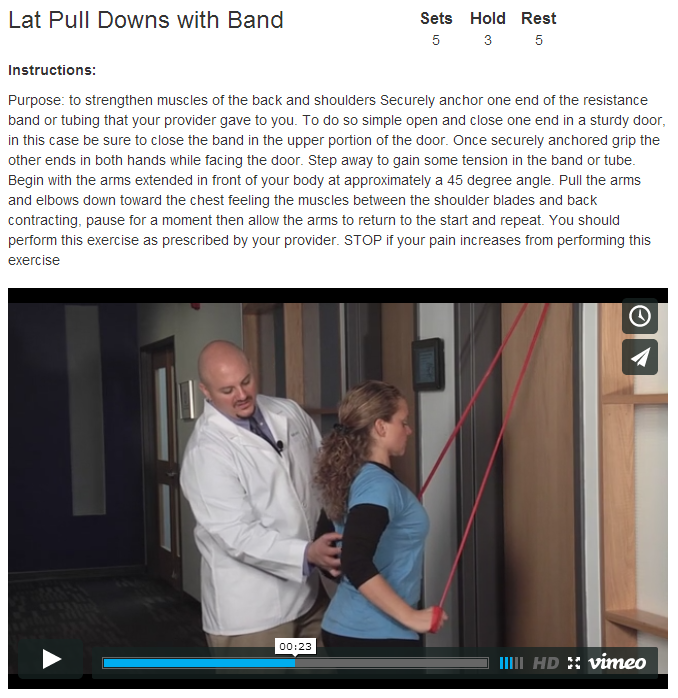 Lat Pull Downs with Band
Sets Hold Rest
5 3 5
Instructions:
Purpose: to strengthen muscles of the back and shoulders Securely anchor one end of the resistance
band or tubing that your provider gave to you. To do so simple open and close one end in a sturdy door,
in this case be sure to close the band in the upper portion of the door. Once securely anchored grip the
other ends in both hands while facing the door. Step away to gain some tension in the band or tube.
Begin with the arms extended in front of your body at approximately a 45 degree angle. Pull the arms
and elbows down toward the chest feeling the muscles between the shoulder blades and back
contracting, pause for a moment then allow the arms to return to the start and repeat. You should
perform this exercise as prescribed by your provider. STOP if your pain increases from performing this
exercise
00:23
HD vimeo